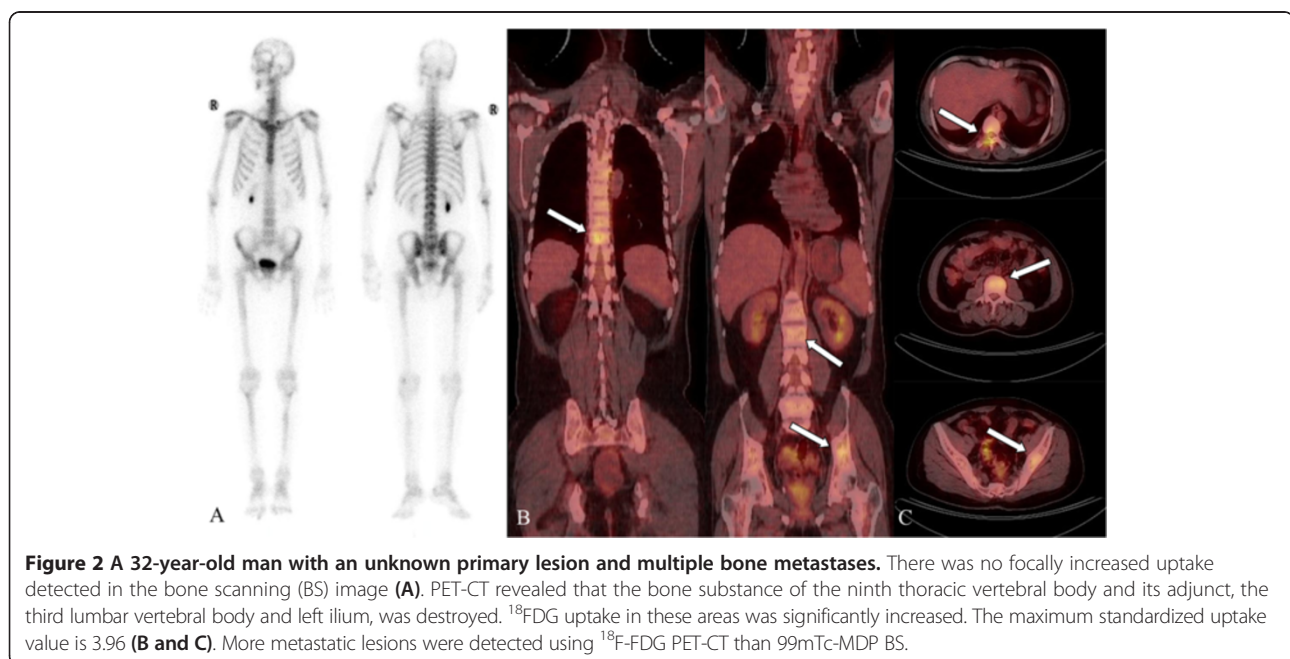 R
R
A
B
C
Figure 2 A 32-year-old man with an unknown primary lesion and multiple bone metastases. There was no focally increased uptake
detected in the bone scanning (BS) image (A). PET-CT revealed that the bone substance of the ninth thoracic vertebral body and its adjunct, the
third lumbar vertebral body and left ilium, was destroyed. ¹⁸FDG uptake in these areas was significantly increased. The maximum standardized uptake
value is 3.96 (B and C). More metastatic lesions were detected using ¹⁸F-FDG PET-CT than 99mTc-MDP BS.